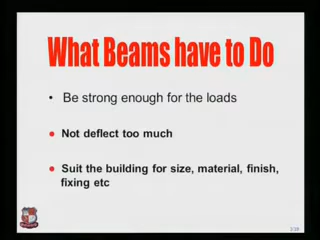 What Beams have to Do
• Be strong enough for the loads
• Not deflect too much
• Suit the building for size, material, finish,
fixing etc